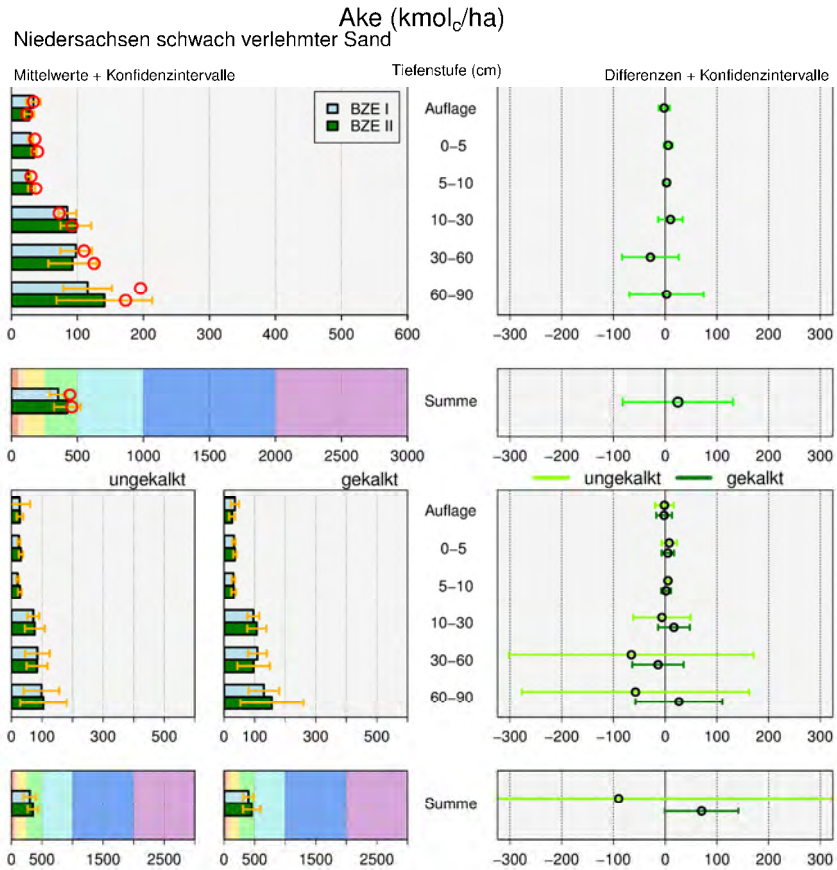 Ake (kmolc/ha)
Niedersachsen schwach verlehmter Sand
Mittelwerte + Konfidenzintervalle
Tiefenstufe (cm)
Differenzen + Konfidenzintervalle
BZE I
BZE II
Auflage
0−5
5−10
10−30
30−60
60−90
0 100 200 300 400 500 600
−300 −200 −100 0 100 200 300
Summe
0 500 1000 1500 2000 2500 3000
−300 −200 −100 0 100 200 300
ungekalkt
gekalkt
ungekalkt gekalkt
Auflage
0−5
5−10
10−30
30−60
60−90
0 100 300 500
0 100 300 500
−300 −200 −100 0 100 200 300
Summe
0 500 1500 2500
0 500 1500 2500
−300 −200 −100 0 100 200 300